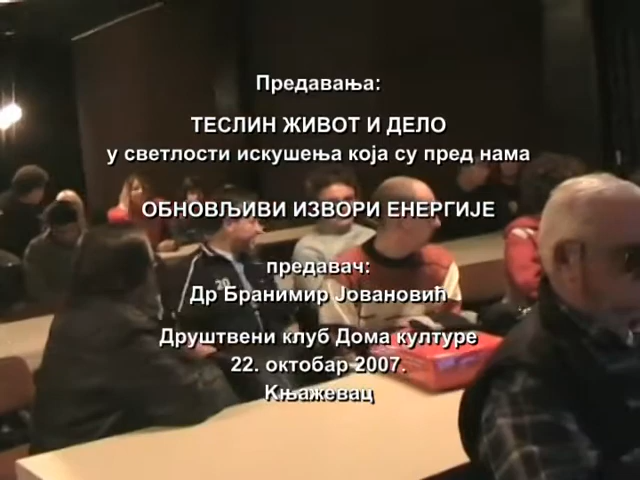 Предавања:
ТЕСЛИН ЖИВОТ И ДЕЛО
у светлости искушења која су пред нама
ОБНОВЉИВИ ИЗВОРИ ЕНЕРГИЈЕ
предавач:
Др Бранимир Јовановић
Друштвени клуб Дома културе
22. октобар 2007.
Књажевац